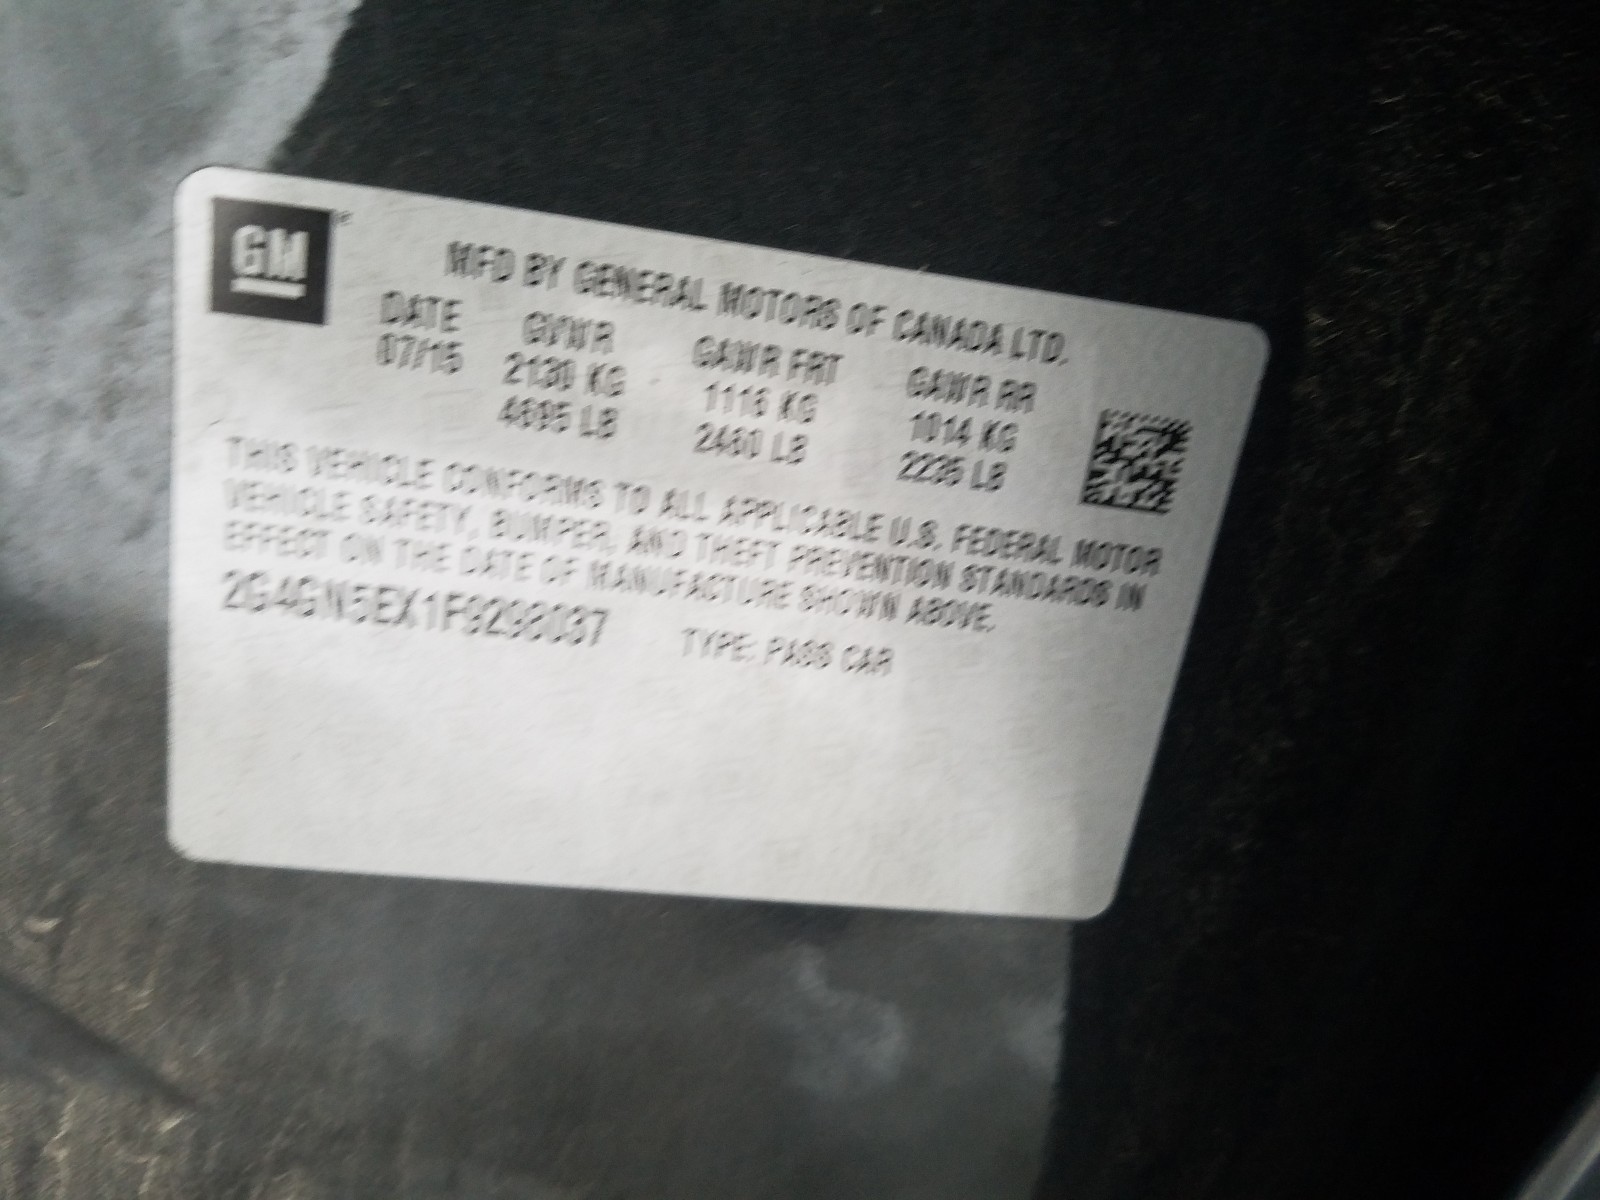 GM ®
MFD BY GENERAL MOTORS OF CANADA LTD.
DATE GVWR GAWR FRT GAWR RR
07/15 2130 KG 1116 KG 1014 KG
4695 LB 2460 LB 2235 LB
THIS VEHICLE CONFORMS TO ALL APPLICABLE U.S. FEDERAL MOTOR
VEHICLE SAFETY, BUMPER, AND THEFT PREVENTION STANDARDS IN
EFFECT ON THE DATE OF MANUFACTURE SHOWN ABOVE.
2G4GN5EX1F9298037 TYPE: PASS CAR